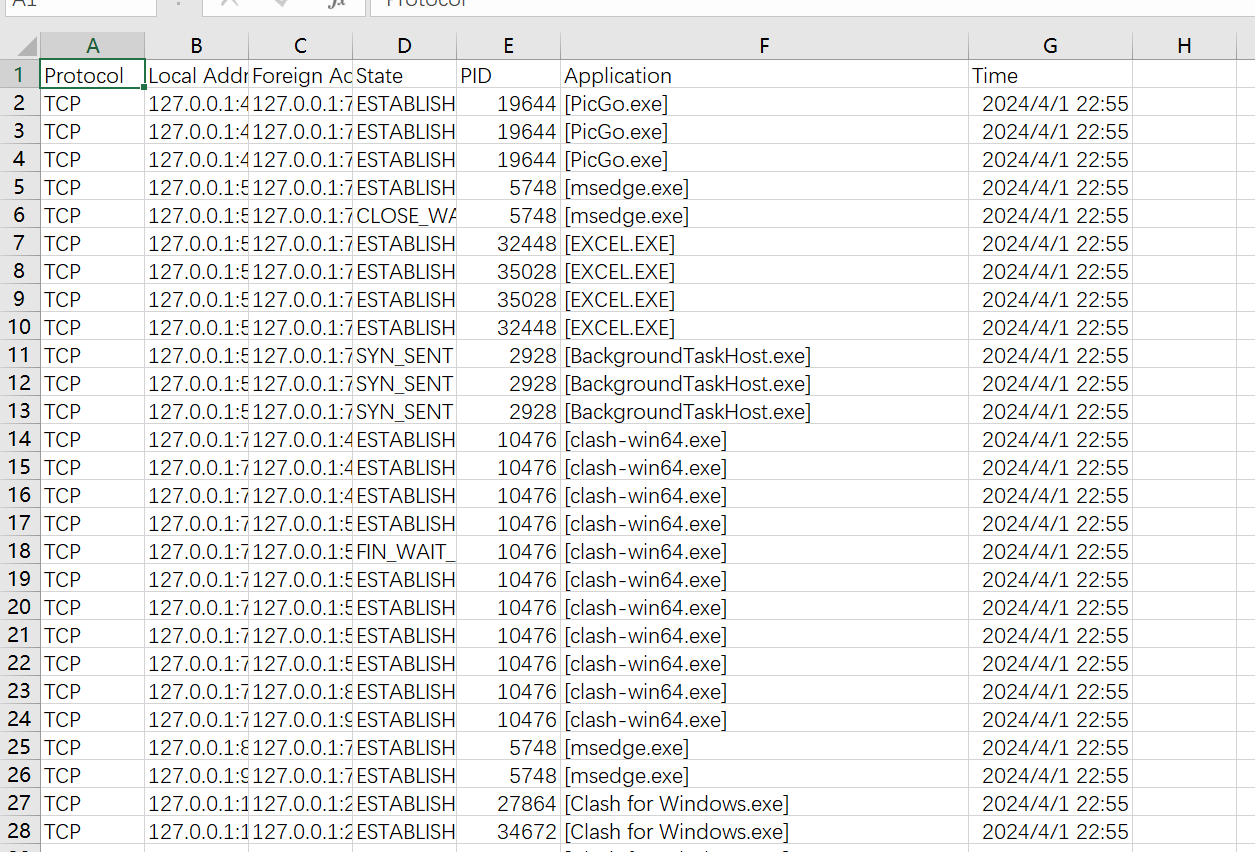 A B C D E F G H
1 Protocol Local Addr Foreign Ac State PID Application Time
2 TCP 127.0.0.1:4 127.0.0.1:7 ESTABLISH 19644 [PicGo.exe] 2024/4/1 22:55
3 TCP 127.0.0.1:4 127.0.0.1:7 ESTABLISH 19644 [PicGo.exe] 2024/4/1 22:55
4 TCP 127.0.0.1:4 127.0.0.1:7 ESTABLISH 19644 [PicGo.exe] 2024/4/1 22:55
5 TCP 127.0.0.1:5 127.0.0.1:7 ESTABLISH 5748 [msedge.exe] 2024/4/1 22:55
6 TCP 127.0.0.1:5 127.0.0.1:7 CLOSE_WA 5748 [msedge.exe] 2024/4/1 22:55
7 TCP 127.0.0.1:5 127.0.0.1:7 ESTABLISH 32448 [EXCEL.EXE] 2024/4/1 22:55
8 TCP 127.0.0.1:5 127.0.0.1:7 ESTABLISH 35028 [EXCEL.EXE] 2024/4/1 22:55
9 TCP 127.0.0.1:5 127.0.0.1:7 ESTABLISH 35028 [EXCEL.EXE] 2024/4/1 22:55
10 TCP 127.0.0.1:5 127.0.0.1:7 ESTABLISH 32448 [EXCEL.EXE] 2024/4/1 22:55
11 TCP 127.0.0.1:5 127.0.0.1:7 SYN_SENT 2928 [BackgroundTaskHost.exe] 2024/4/1 22:55
12 TCP 127.0.0.1:5 127.0.0.1:7 SYN_SENT 2928 [BackgroundTaskHost.exe] 2024/4/1 22:55
13 TCP 127.0.0.1:5 127.0.0.1:7 SYN_SENT 2928 [BackgroundTaskHost.exe] 2024/4/1 22:55
14 TCP 127.0.0.1:7 127.0.0.1:4 ESTABLISH 10476 [clash-win64.exe] 2024/4/1 22:55
15 TCP 127.0.0.1:7 127.0.0.1:4 ESTABLISH 10476 [clash-win64.exe] 2024/4/1 22:55
16 TCP 127.0.0.1:7 127.0.0.1:4 ESTABLISH 10476 [clash-win64.exe] 2024/4/1 22:55
17 TCP 127.0.0.1:7 127.0.0.1:5 ESTABLISH 10476 [clash-win64.exe] 2024/4/1 22:55
18 TCP 127.0.0.1:7 127.0.0.1:5 FIN_WAIT_ 10476 [clash-win64.exe] 2024/4/1 22:55
19 TCP 127.0.0.1:7 127.0.0.1:5 ESTABLISH 10476 [clash-win64.exe] 2024/4/1 22:55
20 TCP 127.0.0.1:7 127.0.0.1:5 ESTABLISH 10476 [clash-win64.exe] 2024/4/1 22:55
21 TCP 127.0.0.1:7 127.0.0.1:5 ESTABLISH 10476 [clash-win64.exe] 2024/4/1 22:55
22 TCP 127.0.0.1:7 127.0.0.1:5 ESTABLISH 10476 [clash-win64.exe] 2024/4/1 22:55
23 TCP 127.0.0.1:7 127.0.0.1:8 ESTABLISH 10476 [clash-win64.exe] 2024/4/1 22:55
24 TCP 127.0.0.1:7 127.0.0.1:9 ESTABLISH 10476 [clash-win64.exe] 2024/4/1 22:55
25 TCP 127.0.0.1:8 127.0.0.1:7 ESTABLISH 5748 [msedge.exe] 2024/4/1 22:55
26 TCP 127.0.0.1:9 127.0.0.1:7 ESTABLISH 5748 [msedge.exe] 2024/4/1 22:55
27 TCP 127.0.0.1:1 127.0.0.1:2 ESTABLISH 27864 [Clash for Windows.exe] 2024/4/1 22:55
28 TCP 127.0.0.1:1 127.0.0.1:2 ESTABLISH 34672 [Clash for Windows.exe] 2024/4/1 22:55